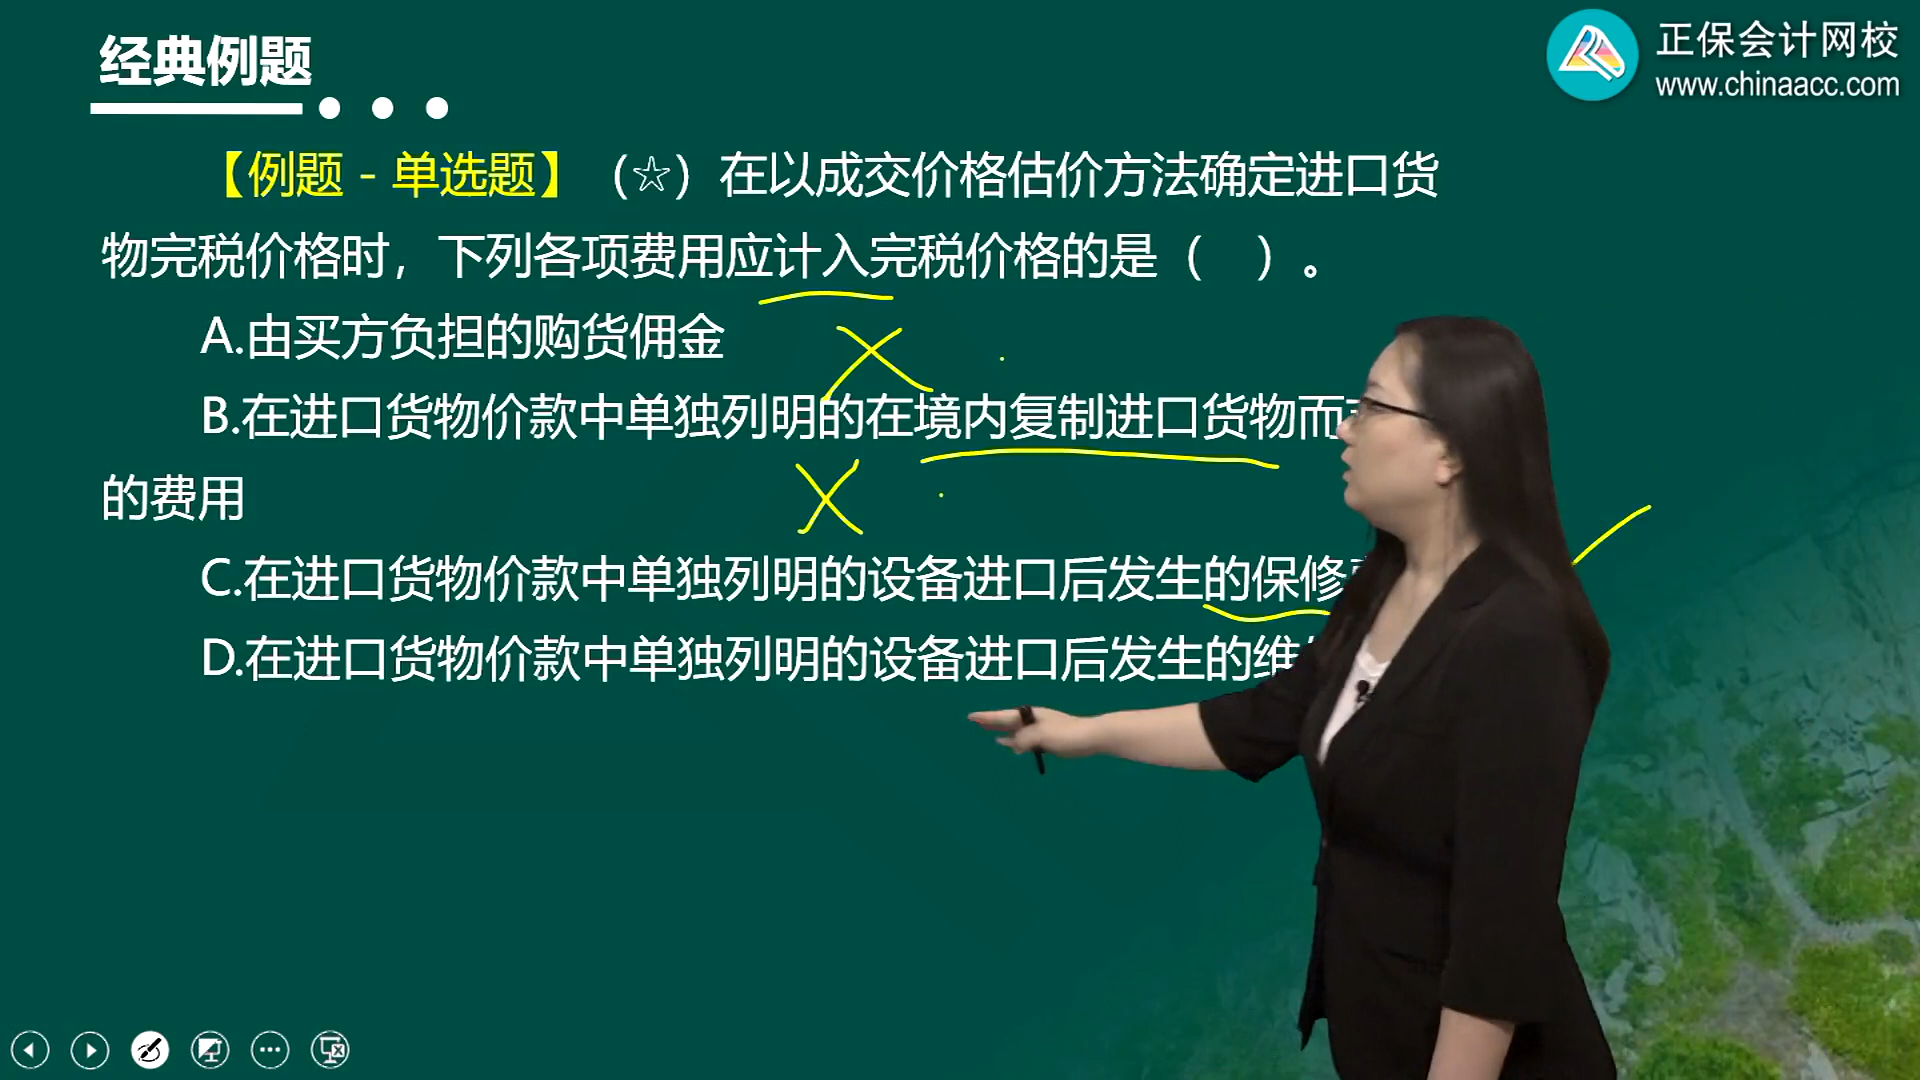 经典例题
正保会计网校
www.chinaacc.com
【例题－单选题】（☆）在以成交价格估价方法确定进口货
物完税价格时，下列各项费用应计入完税价格的是（ ）。
A.由买方负担的购货佣金
B.在进口货物价款中单独列明的在境内复制进口货物而
的费用
C.在进口货物价款中单独列明的设备进口后发生的保修
D.在进口货物价款中单独列明的设备进口后发生的维